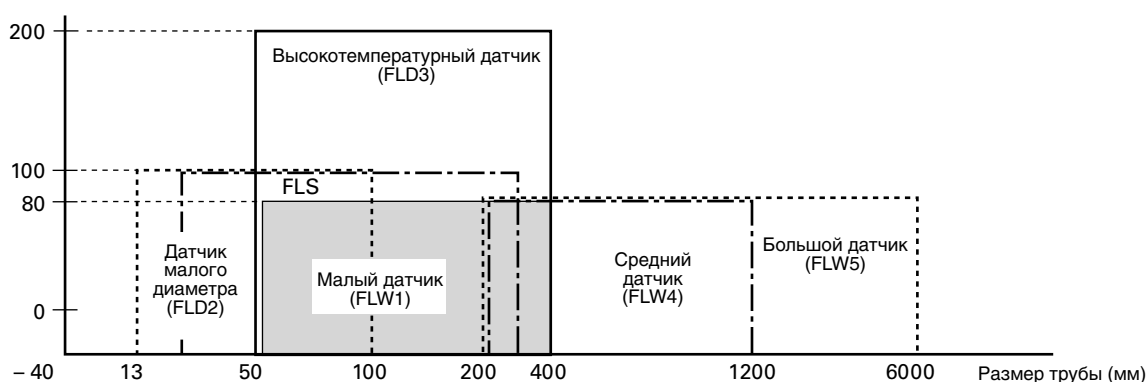 200
Высокотемпературный датчик
(FLD3)
100
FLS
80
Датчик
малого
диаметра
(FLD2)
Малый датчик
(FLW1)
Средний
датчик
(FLW4)
Большой датчик
(FLW5)
0
– 40
13
50
100
200
400
1200
6000
Размер трубы (мм)